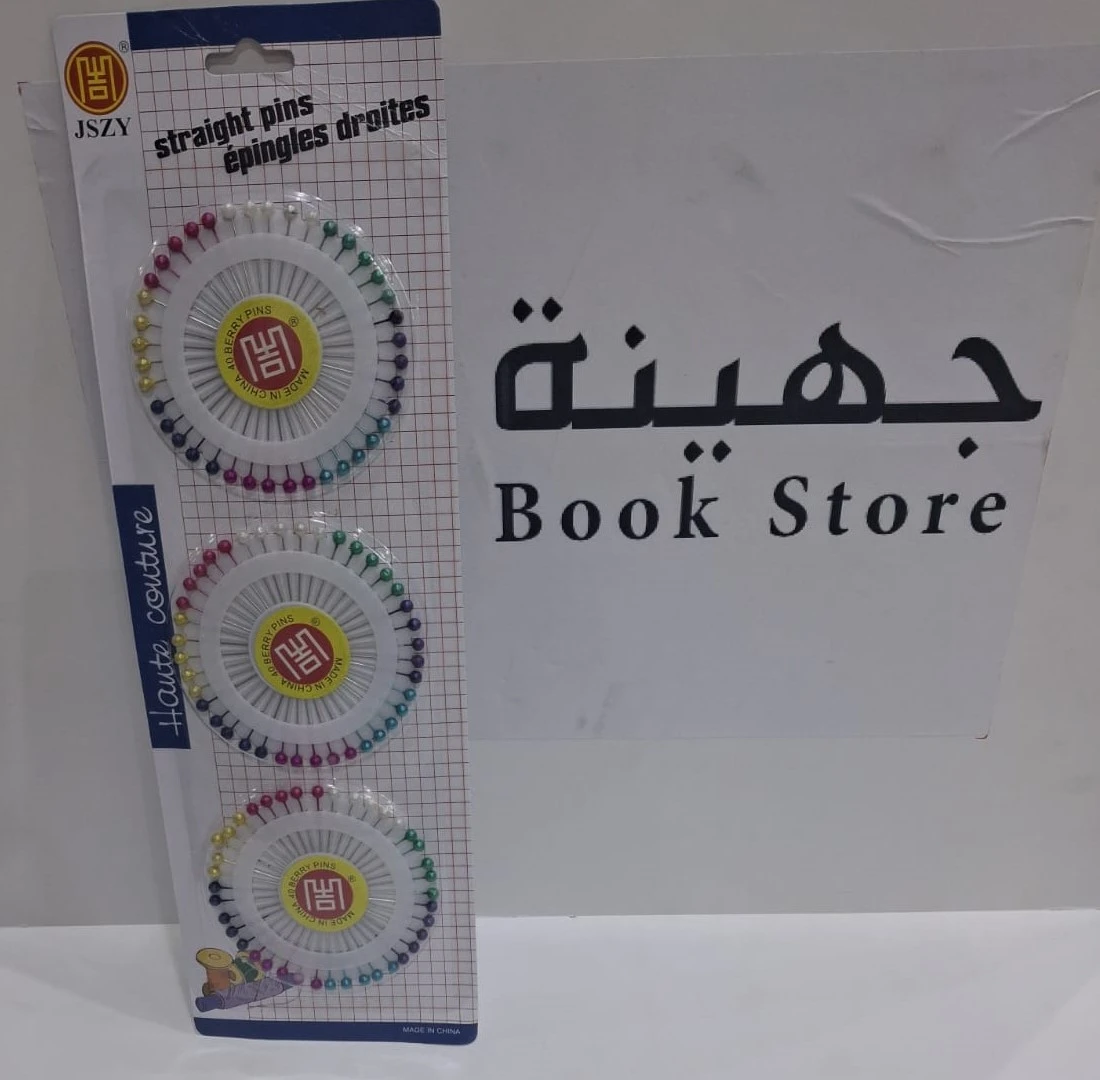 ®
JSZY
straight pins
épingles droites
40 BERRY PINS ®
MADE IN CHINA
Haute couture
40 BERRY PINS ®
MADE IN CHINA
40 BERRY PINS ®
MADE IN CHINA
MADE IN CHINA
جهينة
Book Store